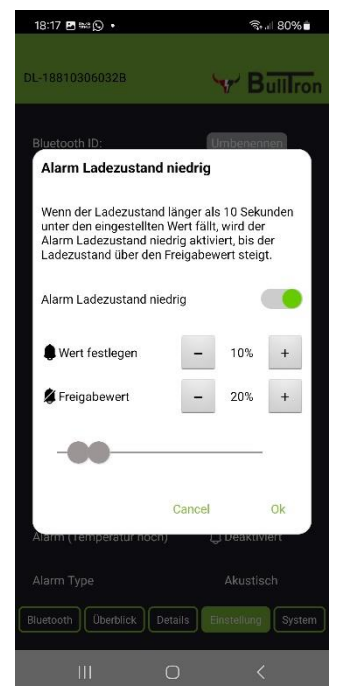 18:17 80%
DL-18810306032B BullTron
Bluetooth ID: Umbenennen
Alarm Ladezustand niedrig
Wenn der Ladezustand länger als 10 Sekunden
unter den eingestellten Wert fällt, wird der
Alarm Ladezustand niedrig aktiviert, bis der
Ladezustand über den Freigabewert steigt.
Alarm Ladezustand niedrig
Wert festlegen – 10% +
Freigabewert – 20% +
Cancel Ok
Alarm (Temperatur hoch) Deaktiviert
Alarm Type Akustisch
Bluetooth Überblick Details Einstellung System